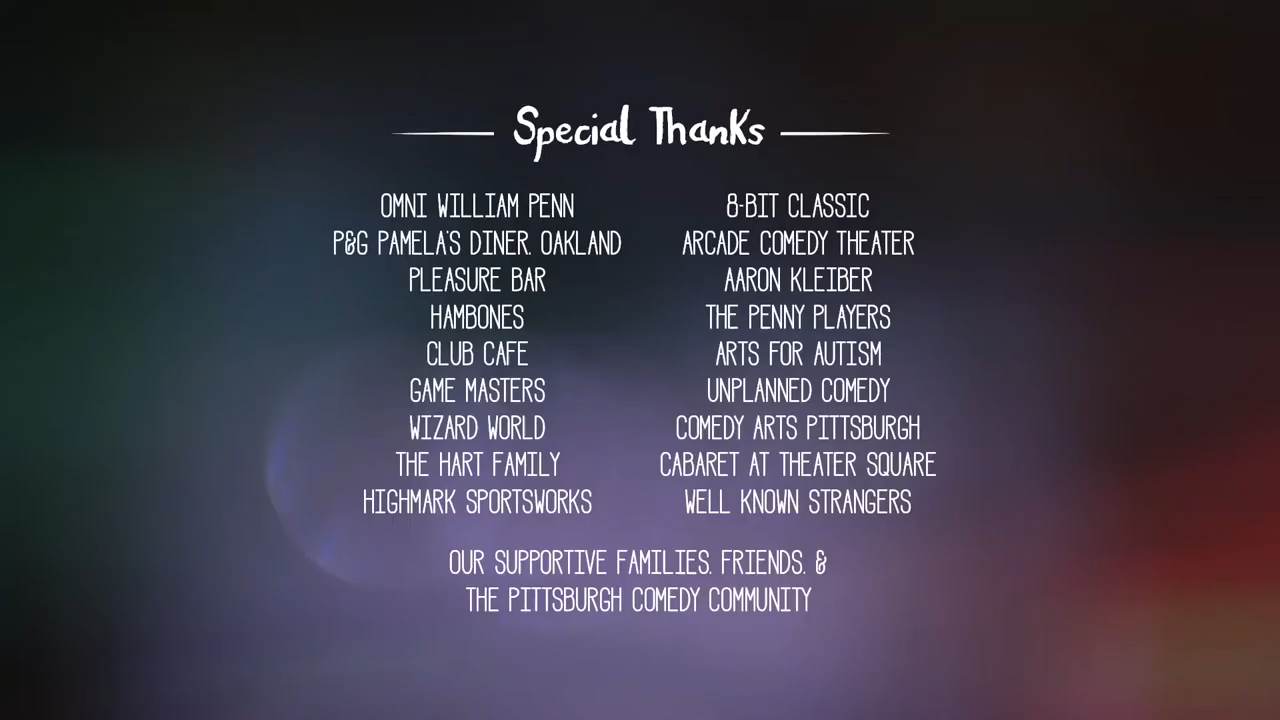 Special Thanks
OMNI WILLIAM PENN
P&G PAMELA'S DINER, OAKLAND
PLEASURE BAR
HAMBONES
CLUB CAFE
GAME MASTERS
WIZARD WORLD
THE HART FAMILY
HIGHMARK SPORTSWORKS
8-BIT CLASSIC
ARCADE COMEDY THEATER
AARON KLEIBER
THE PENNY PLAYERS
ARTS FOR AUTISM
UNPLANNED COMEDY
COMEDY ARTS PITTSBURGH
CABARET AT THEATER SQUARE
WELL KNOWN STRANGERS
OUR SUPPORTIVE FAMILIES, FRIENDS, &
THE PITTSBURGH COMEDY COMMUNITY